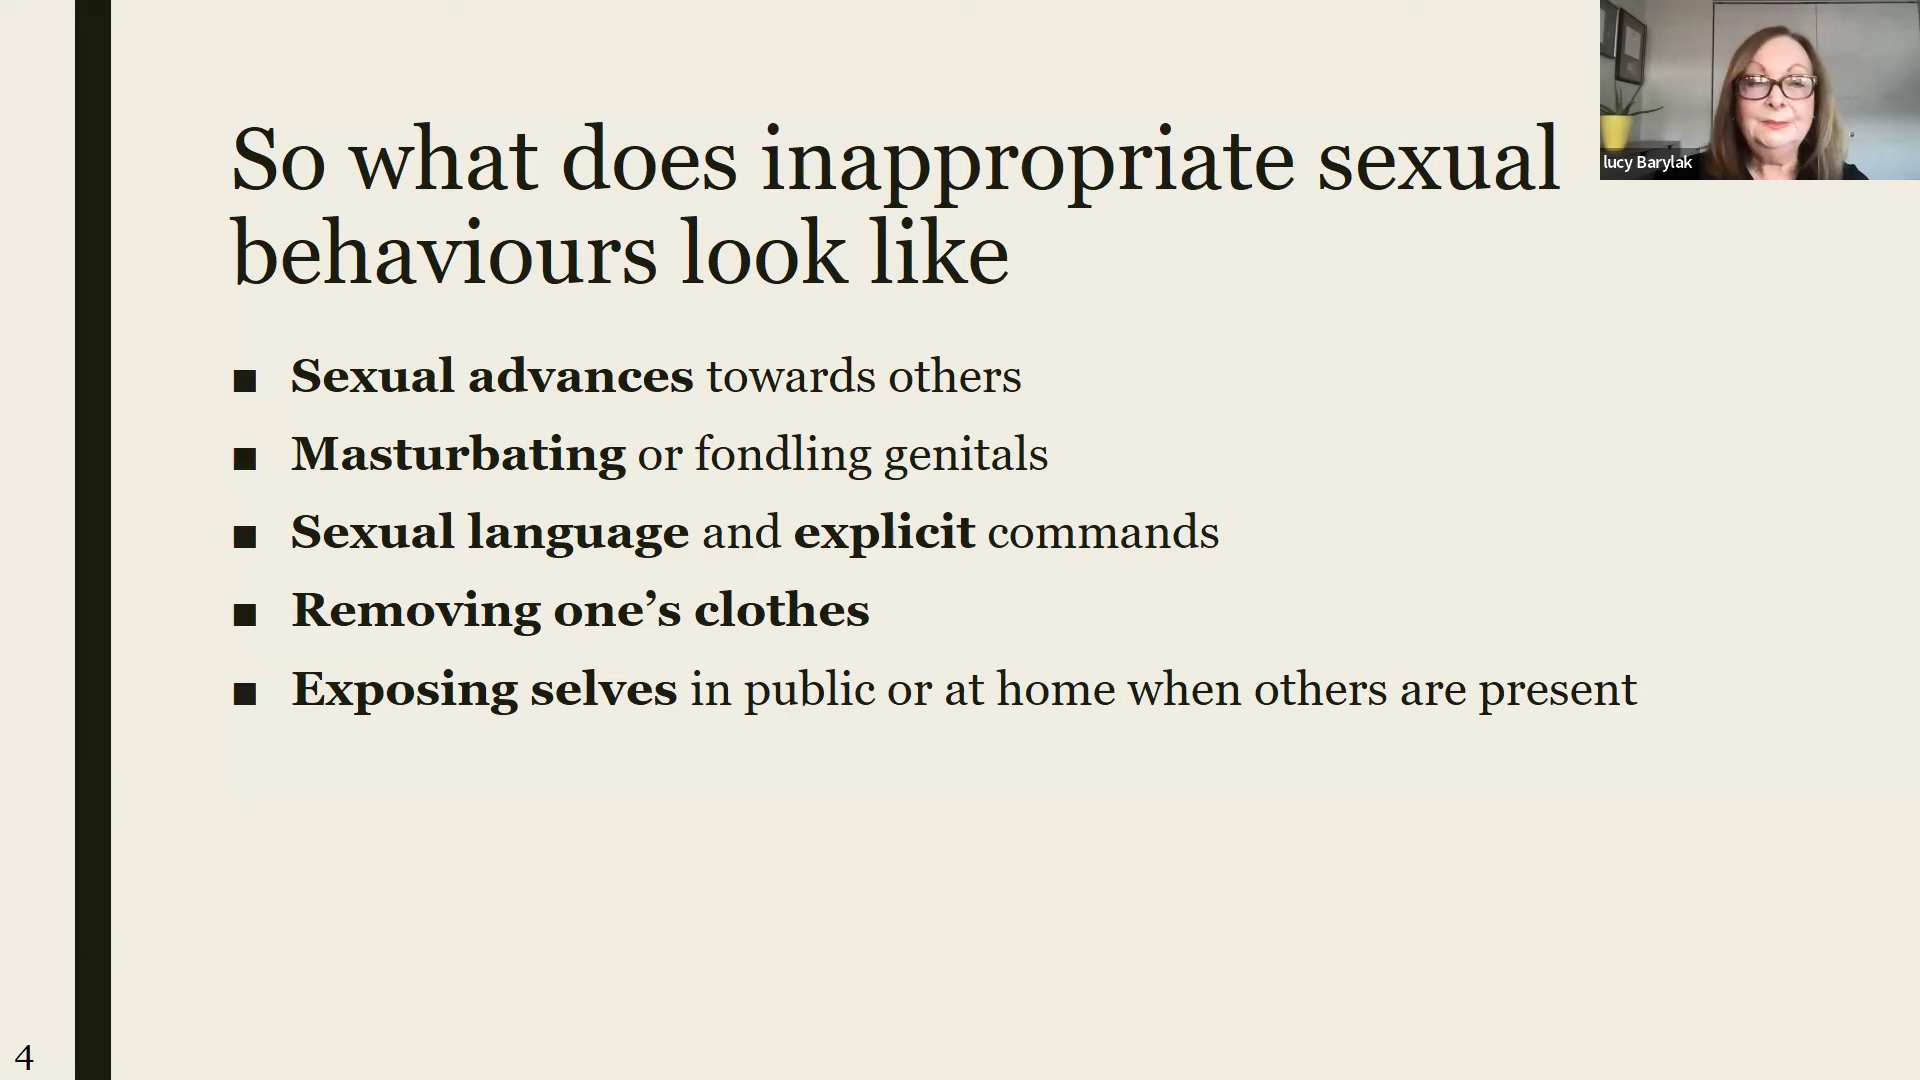 So what does inappropriate sexual
behaviours look like
lucy Barylak
■ Sexual advances towards others
■ Masturbating or fondling genitals
■ Sexual language and explicit commands
■ Removing one’s clothes
■ Exposing selves in public or at home when others are present
4